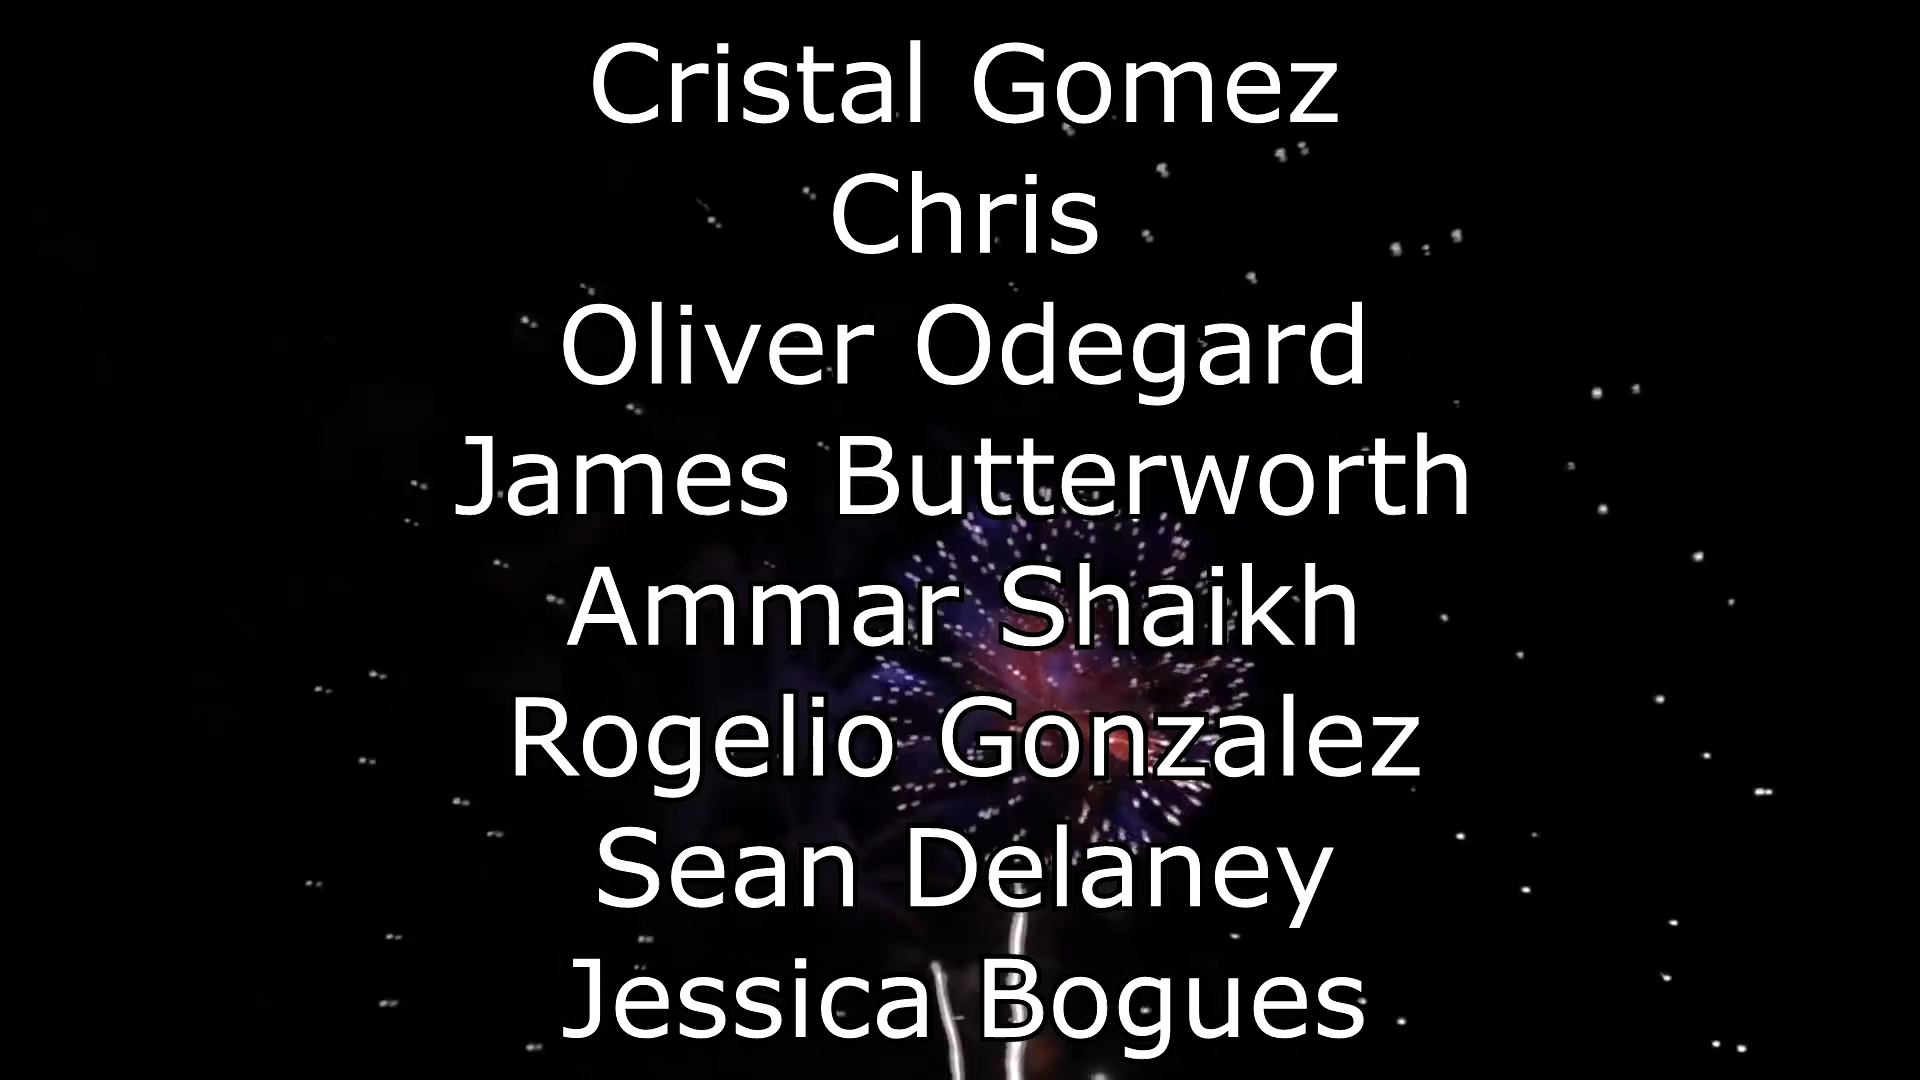 Cristal Gomez
Chris
Oliver Odegard
James Butterworth
Ammar Shaikh
Rogelio Gonzalez
Sean Delaney
Jessica Bogues